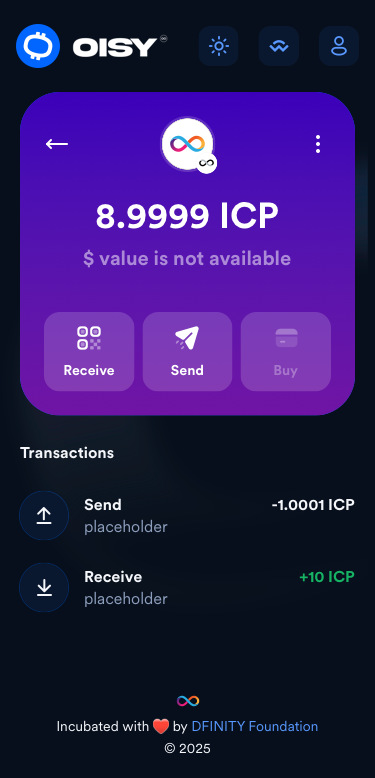 OISY
8.9999 ICP
$ value is not available
Receive
Send
Buy
Transactions
Send
-1.0001 ICP
placeholder
Receive
+10 ICP
placeholder
Incubated with ❤️ by DFINITY Foundation
© 2025